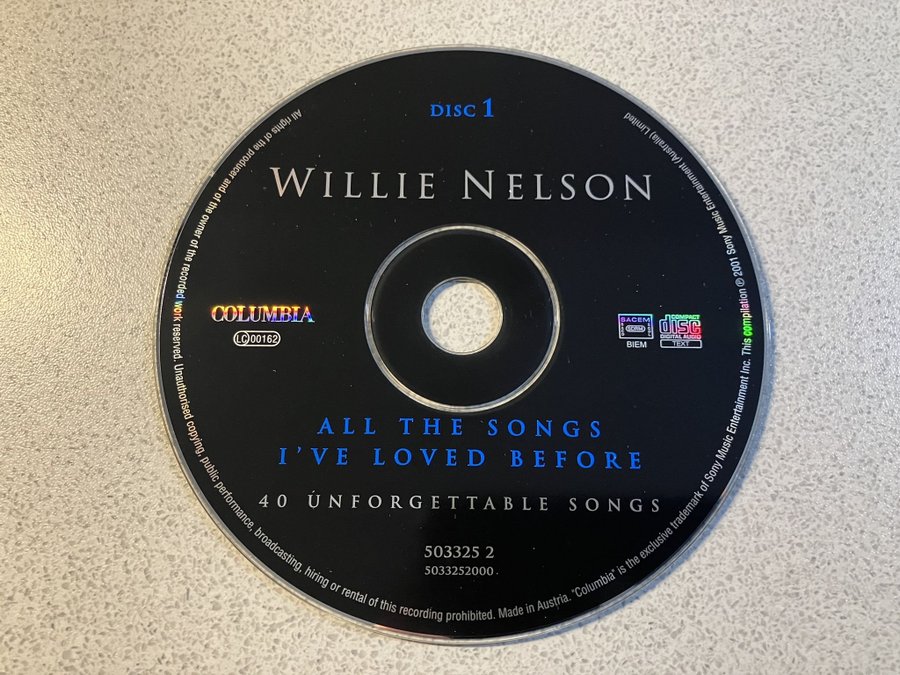 DISC 1
WILLIE NELSON
COLUMBIA
LC 00162
SACEM
SDRM
BIEM
COMPACT
disc
DIGITAL AUDIO
TEXT
ALL THE SONGS
I'VE LOVED BEFORE
40 UNFORGETTABLE SONGS
503325 2
5033252000
All rights of the producer and of the owner of the recorded work reserved. Unauthorised copying, public performance, broadcasting, hiring or rental of this recording prohibited. Made in Austria. "Columbia" is the exclusive trademark of Sony Music Entertainment Inc. This compilation ℗ 2001 Sony Music Entertainment (Australia) Limited